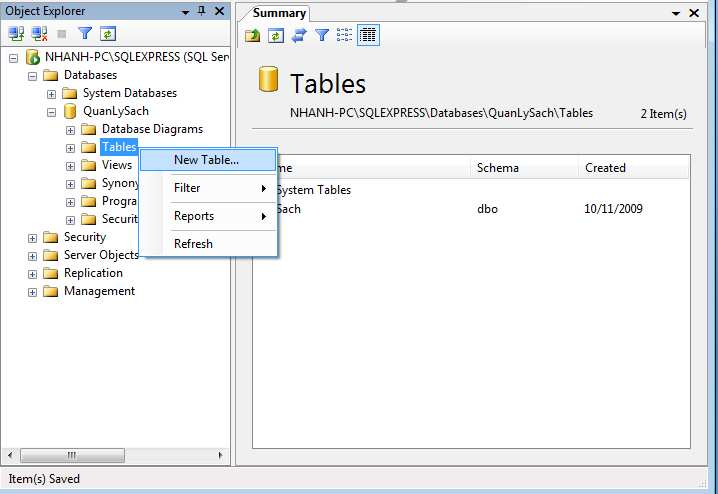 Object Explorer
NHANH-PC\SQLEXPRESS (SQL Ser
Databases
System Databases
QuanLySach
Database Diagrams
Tables
Views
Synony
Progra
Securit
Security
Server Objects
Replication
Management
New Table...
Filter
Reports
Refresh
Summary
Tables
NHANH-PC\SQLEXPRESS\Databases\QuanLySach\Tables 2 Item(s)
me Schema Created
System Tables
Sach dbo 10/11/2009
Item(s) Saved